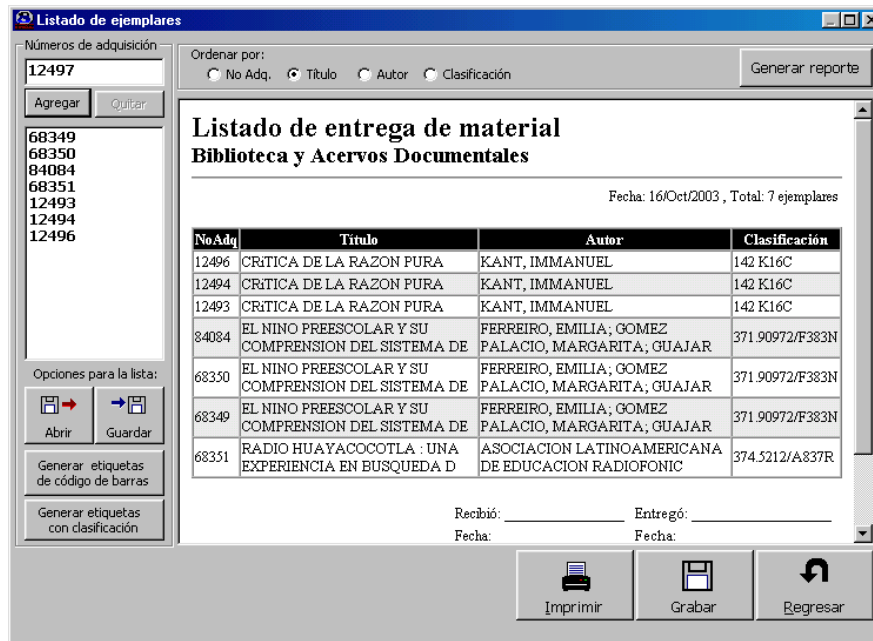 Listado de ejemplares
Números de adquisición
12497
Agregar
Quitar
68349
68350
84084
68351
12493
12494
12496
Opciones para la lista:
Abrir
Guardar
Generar etiquetas
de código de barras
Generar etiquetas
con clasificación
Ordenar por:
No Adq. Título Autor Clasificación
Generar reporte
Listado de entrega de material
Biblioteca y Acervos Documentales
Fecha: 16/Oct/2003 , Total: 7 ejemplares
NoAdq Título Autor Clasificación
12496 CRíTICA DE LA RAZON PURA KANT, IMMANUEL 142 K16C
12494 CRíTICA DE LA RAZON PURA KANT, IMMANUEL 142 K16C
12493 CRíTICA DE LA RAZON PURA KANT, IMMANUEL 142 K16C
84084 EL NINO PREESCOLAR Y SU COMPRENSION DEL SISTEMA DE FERREIRO, EMILIA; GOMEZ PALACIO, MARGARITA; GUAJAR 371.90972/F383N
68350 EL NINO PREESCOLAR Y SU COMPRENSION DEL SISTEMA DE FERREIRO, EMILIA; GOMEZ PALACIO, MARGARITA; GUAJAR 371.90972/F383N
68349 EL NINO PREESCOLAR Y SU COMPRENSION DEL SISTEMA DE FERREIRO, EMILIA; GOMEZ PALACIO, MARGARITA; GUAJAR 371.90972/F383N
68351 RADIO HUAYACOCOTLA : UNA EXPERIENCIA EN BUSQUEDA D ASOCIACION LATINOAMERICANA DE EDUCACION RADIOFONIC 374.5212/A837R
Recibió: Entregó:
Fecha: Fecha:
Imprimir
Grabar
Regresar